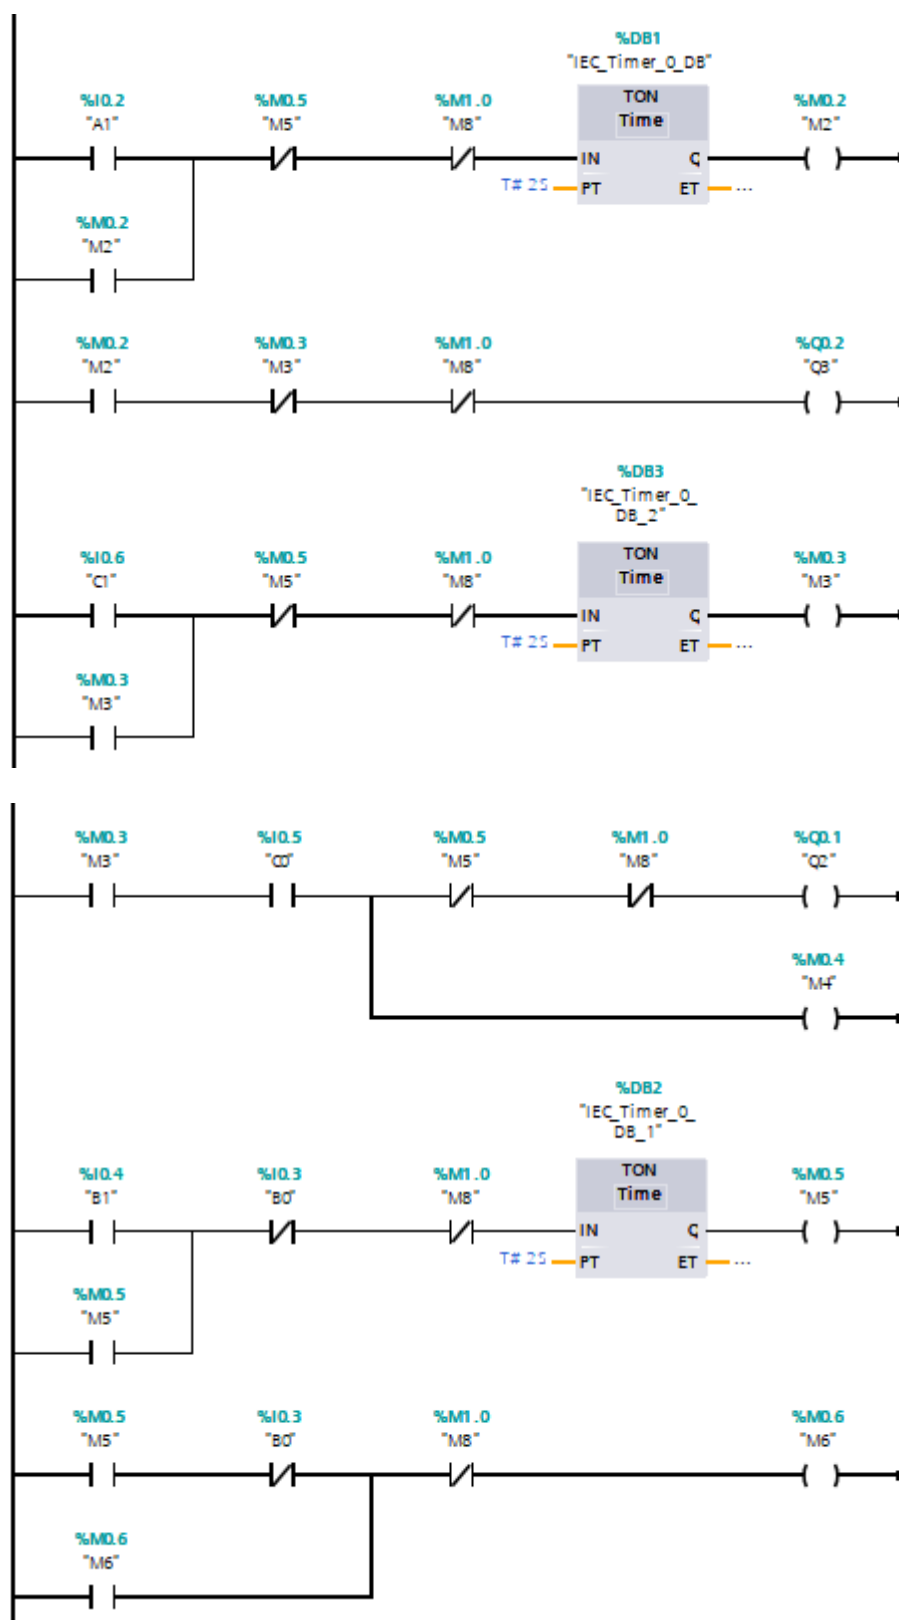 %DB1
"IEC_Timer_0_DB"
%I0.2 %M0.5 %M1.0 TON %M0.2
"A1" "M5" "M8" Time "M2"
IN Q
T# 2S PT ET ...
%M0.2
"M2"
%M0.2 %M0.3 %M1.0 %Q0.2
"M2" "M3" "M8" "Q3"
%DB3
"IEC_Timer_0_
DB_2"
%I0.6 %M0.5 %M1.0 TON %M0.3
"C1" "M5" "M8" Time "M3"
IN Q
T# 2S PT ET ...
%M0.3
"M3"
%M0.3 %I0.5 %M0.5 %M1.0 %Q0.1
"M3" "C0" "M5" "M8" "Q2"
%M0.4
"M4"
%DB2
"IEC_Timer_0_
DB_1"
%I0.4 %I0.3 %M1.0 TON %M0.5
"B1" "B0" "M8" Time "M5"
IN Q
T# 2S PT ET ...
%M0.5
"M5"
%M0.5 %I0.3 %M1.0 %M0.6
"M5" "B0" "M8" "M6"
%M0.6
"M6"